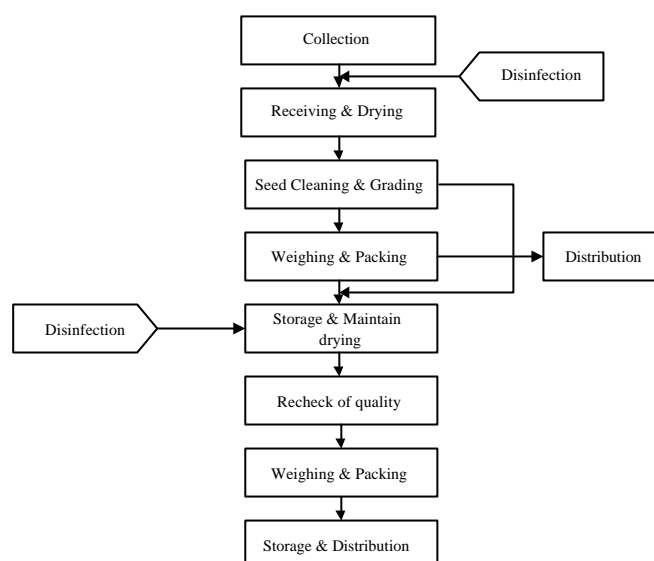 Collection
Disinfection
Receiving & Drying
Seed Cleaning & Grading
Weighing & Packing
Distribution
Disinfection
Storage & Maintain
drying
Recheck of quality
Weighing & Packing
Storage & Distribution